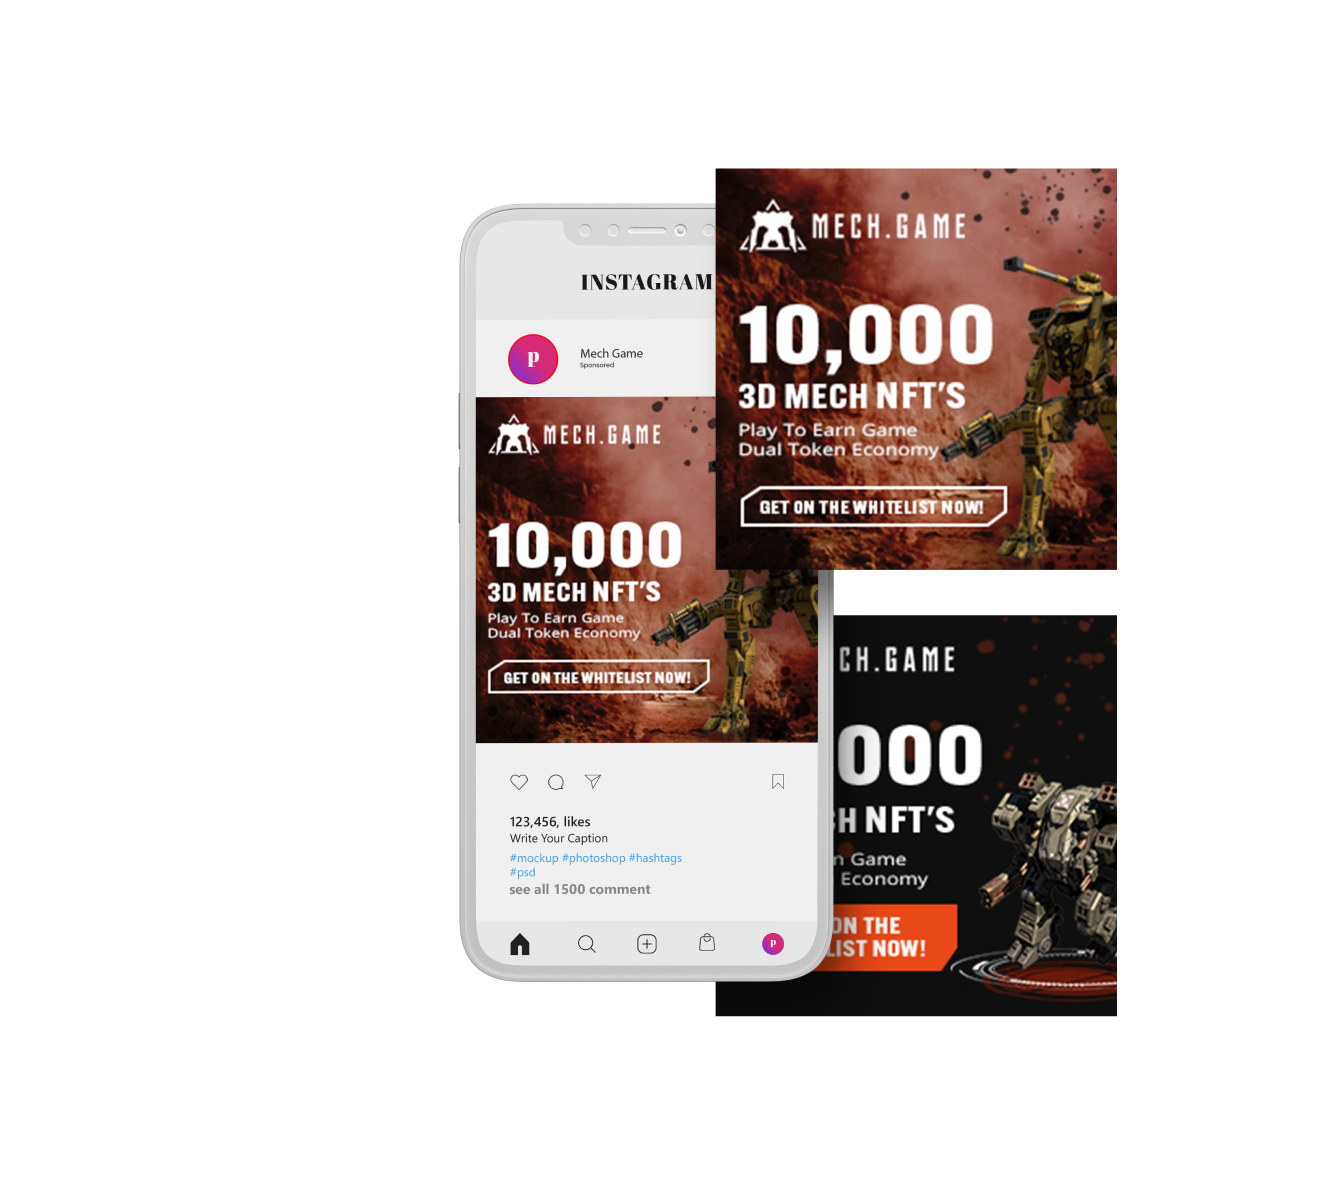 INSTAGRAM
p
Mech Game
Sponsored
MECH.GAME
10,000
3D MECH NFT'S
Play To Earn Game
Dual Token Economy
GET ON THE WHITELIST NOW!
123,456, likes
Write Your Caption
#mockup #photoshop #hashtags
#psd
see all 1500 comment
p
MECH.GAME
10,000
3D MECH NFT'S
Play To Earn Game
Dual Token Economy
GET ON THE WHITELIST NOW!
CH.GAME
000
H NFT'S
n Game
Economy
ON THE
LIST NOW!